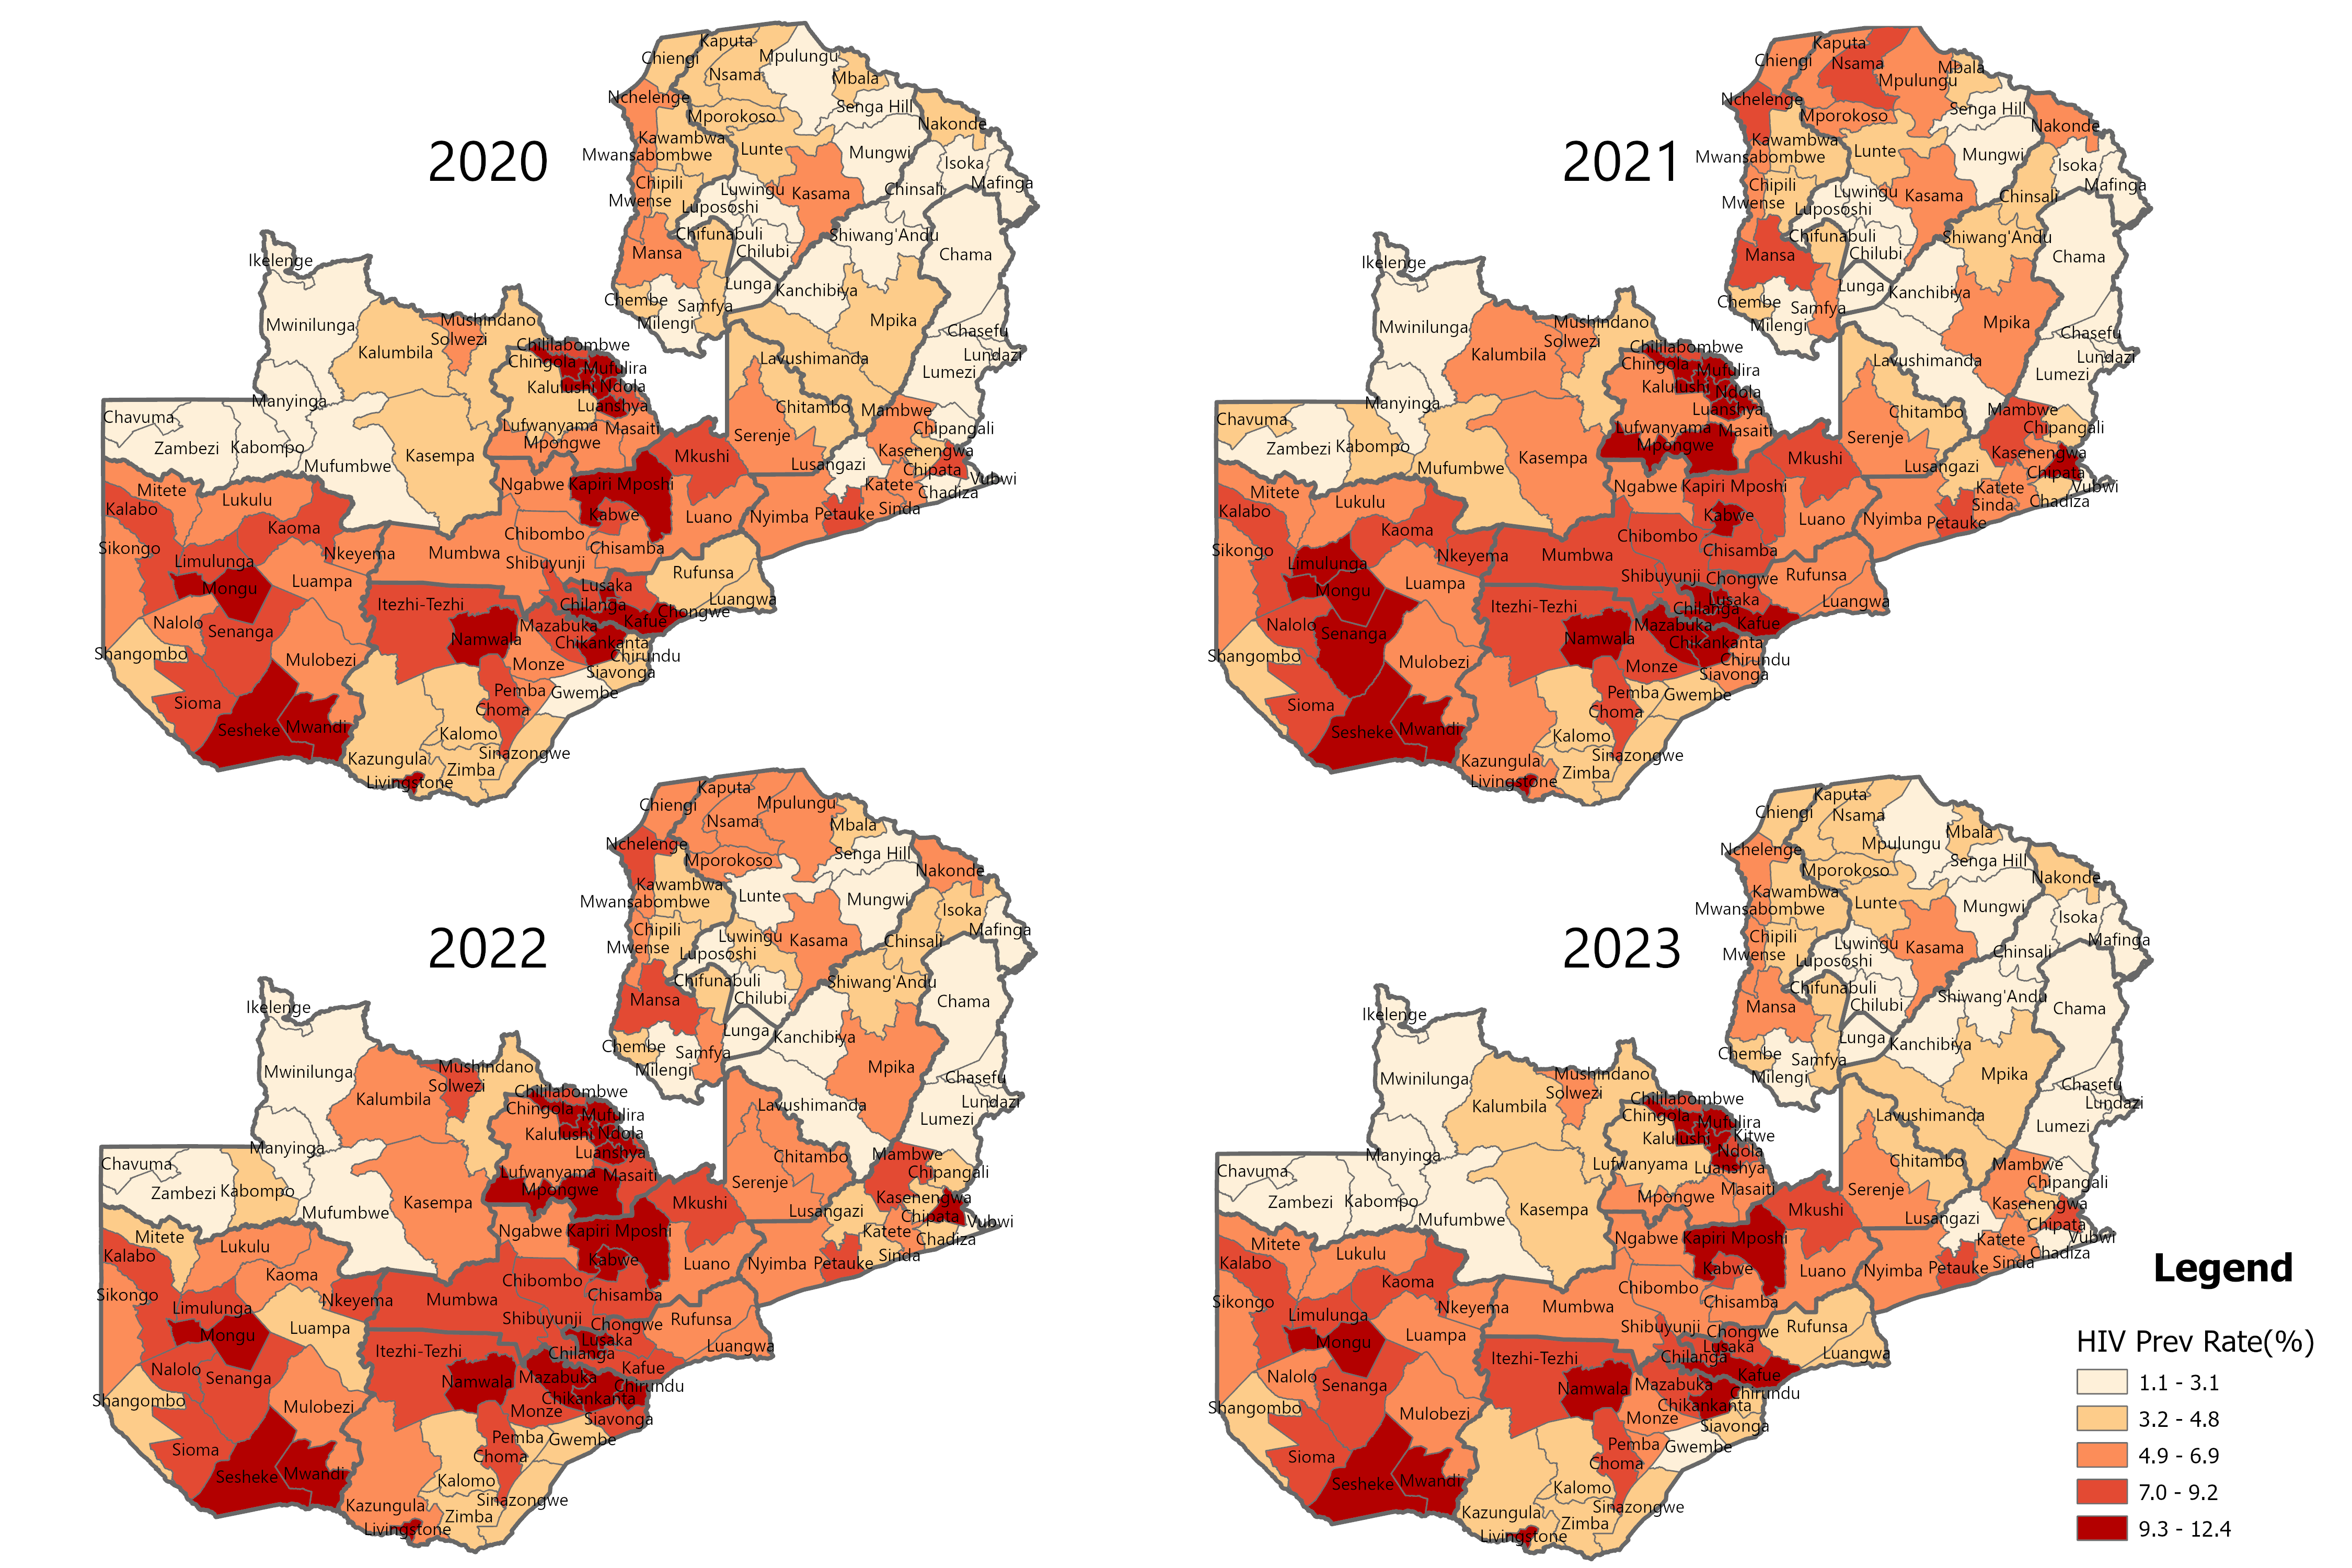 2020
Kaputa
Chiengi
Mpulungu
Nsama
Mbala
Nchelenge
Senga Hill
Mporokoso
Nakonde
Kawambwa
Mwansabombwe
Lunte
Mungwi
Isoka
Chipili
Mafinga
Luwingu
Kasama
Chinsali
Mwense
Lupososhi
Chifunabuli
Shiwang'Andu
Mansa
Chilubi
Chama
Ikelenge
Lunga
Kanchibiya
Chembe
Samfya
Milengi
Mwinilunga
Mushindano
Mpika
Solwezi
Chasefu
Kalumbila
Chililabombwe
Lavushimanda
Lundazi
Chingola
Mufulira
Lumezi
Kalulushi
Ndola
Manyinga
Luanshya
Chitambo
Mambwe
Chavuma
Lufwanyama
Masaiti
Chipangali
Zambezi
Kabompo
Mpongwe
Serenje
Kasenengwa
Kasempa
Mkushi
Mufumbwe
Lusangazi
Chipata
Vubwi
Mitete
Lukulu
Ngabwe
Kapiri Mposhi
Katete
Chadiza
Kalabo
Kaoma
Kabwe
Luano
Nyimba
Petauke
Sinda
Sikongo
Limulunga
Nkeyema
Mumbwa
Chibombo
Chisamba
Shibuyunji
Mongu
Luampa
Lusaka
Rufunsa
Itezhi-Tezhi
Chilanga
Luangwa
Chongwe
Nalolo
Senanga
Namwala
Mazabuka
Kafue
Chikankanta
Shangombo
Mulobezi
Monze
Chirundu
Siavonga
Sioma
Pemba
Gwembe
Choma
Sesheke
Mwandi
Kalomo
Kazungula
Sinazongwe
Zimba
Livingstone
2021
Kaputa
Chiengi
Nsama
Mbala
Mpulungu
Nchelenge
Senga Hill
Mporokoso
Nakonde
Kawambwa
Mwansabombwe
Lunte
Mungwi
Isoka
Chipili
Mafinga
Luwingu
Kasama
Chinsali
Mwense
Lupososhi
Chifunabuli
Shiwang'Andu
Mansa
Chilubi
Chama
Ikelenge
Lunga
Kanchibiya
Chembe
Samfya
Milengi
Mwinilunga
Mushindano
Mpika
Solwezi
Chasefu
Kalumbila
Chililabombwe
Lavushimanda
Lundazi
Chingola
Mufulira
Lumezi
Kalulushi
Ndola
Manyinga
Luanshya
Chitambo
Mambwe
Chavuma
Lufwanyama
Masaiti
Chipangali
Zambezi
Kabompo
Mpongwe
Serenje
Kasenengwa
Kasempa
Mkushi
Mufumbwe
Lusangazi
Chipata
Vubwi
Mitete
Lukulu
Ngabwe
Kapiri Mposhi
Katete
Chadiza
Kalabo
Kaoma
Kabwe
Luano
Nyimba
Petauke
Sinda
Sikongo
Limulunga
Nkeyema
Mumbwa
Chibombo
Chisamba
Shibuyunji
Chongwe
Mongu
Luampa
Lusaka
Rufunsa
Itezhi-Tezhi
Chilanga
Luangwa
Nalolo
Senanga
Namwala
Mazabuka
Kafue
Chikankanta
Shangombo
Mulobezi
Monze
Chirundu
Siavonga
Sioma
Pemba
Gwembe
Choma
Sesheke
Mwandi
Kalomo
Kazungula
Sinazongwe
Zimba
Livingstone
2022
Kaputa
Chiengi
Mpulungu
Nsama
Mbala
Nchelenge
Senga Hill
Mporokoso
Nakonde
Kawambwa
Mwansabombwe
Lunte
Mungwi
Isoka
Chipili
Mafinga
Luwingu
Kasama
Chinsali
Mwense
Lupososhi
Chifunabuli
Shiwang'Andu
Mansa
Chilubi
Chama
Ikelenge
Lunga
Kanchibiya
Chembe
Samfya
Milengi
Mwinilunga
Mushindano
Mpika
Solwezi
Chasefu
Kalumbila
Chililabombwe
Lavushimanda
Lundazi
Chingola
Mufulira
Lumezi
Kalulushi
Ndola
Manyinga
Luanshya
Chitambo
Mambwe
Chavuma
Lufwanyama
Masaiti
Chipangali
Zambezi
Kabompo
Mpongwe
Serenje
Kasenengwa
Kasempa
Mkushi
Mufumbwe
Lusangazi
Chipata
Vubwi
Mitete
Lukulu
Ngabwe
Kapiri Mposhi
Katete
Chadiza
Kalabo
Kaoma
Kabwe
Luano
Nyimba
Petauke
Sinda
Sikongo
Limulunga
Nkeyema
Mumbwa
Chibombo
Chisamba
Shibuyunji
Chongwe
Mongu
Luampa
Lusaka
Rufunsa
Itezhi-Tezhi
Chilanga
Luangwa
Nalolo
Senanga
Namwala
Mazabuka
Kafue
Chikankanta
Chirundu
Shangombo
Mulobezi
Monze
Siavonga
Sioma
Pemba
Gwembe
Choma
Sesheke
Mwandi
Kalomo
Kazungula
Sinazongwe
Zimba
Livingstone
2023
Kaputa
Chiengi
Nsama
Mbala
Mpulungu
Nchelenge
Senga Hill
Mporokoso
Nakonde
Kawambwa
Mwansabombwe
Lunte
Mungwi
Isoka
Chipili
Mafinga
Luwingu
Kasama
Chinsali
Mwense
Lupososhi
Chifunabuli
Shiwang'Andu
Mansa
Chilubi
Chama
Ikelenge
Lunga
Kanchibiya
Chembe
Samfya
Milengi
Mwinilunga
Mushindano
Mpika
Solwezi
Chasefu
Kalumbila
Chililabombwe
Lavushimanda
Lundazi
Chingola
Mufulira
Lumezi
Kalulushi
Kitwe
Ndola
Manyinga
Luanshya
Chitambo
Mambwe
Chavuma
Lufwanyama
Masaiti
Chipangali
Zambezi
Kabompo
Mpongwe
Serenje
Kasenengwa
Kasempa
Mkushi
Mufumbwe
Lusangazi
Chipata
Vubwi
Mitete
Lukulu
Ngabwe
Kapiri Mposhi
Katete
Chadiza
Kalabo
Kaoma
Kabwe
Luano
Nyimba
Petauke
Sinda
Sikongo
Limulunga
Nkeyema
Mumbwa
Chibombo
Chisamba
Shibuyunji
Chongwe
Mongu
Luampa
Lusaka
Rufunsa
Itezhi-Tezhi
Chilanga
Luangwa
Nalolo
Senanga
Namwala
Mazabuka
Kafue
Chikankanta
Chirundu
Shangombo
Mulobezi
Monze
Siavonga
Sioma
Pemba
Gwembe
Choma
Sesheke
Mwandi
Kalomo
Kazungula
Sinazongwe
Zimba
Livingstone
Legend
HIV Prev Rate(%)
1.1 - 3.1
3.2 - 4.8
4.9 - 6.9
7.0 - 9.2
9.3 - 12.4